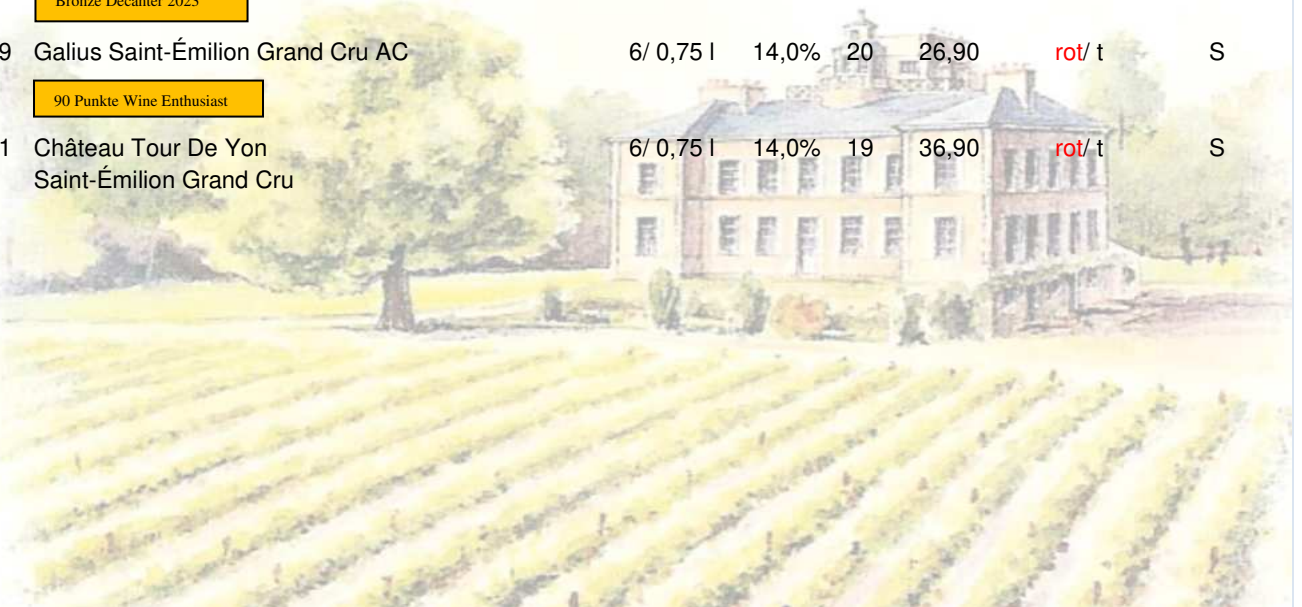 Bronze Decanter 2023
9 Galius Saint-Émilion Grand Cru AC 6/ 0,75 l 14,0% 20 26,90 rot/ t S
90 Punkte Wine Enthusiast
1 Château Tour De Yon 6/ 0,75 l 14,0% 19 36,90 rot/ t S
Saint-Émilion Grand Cru